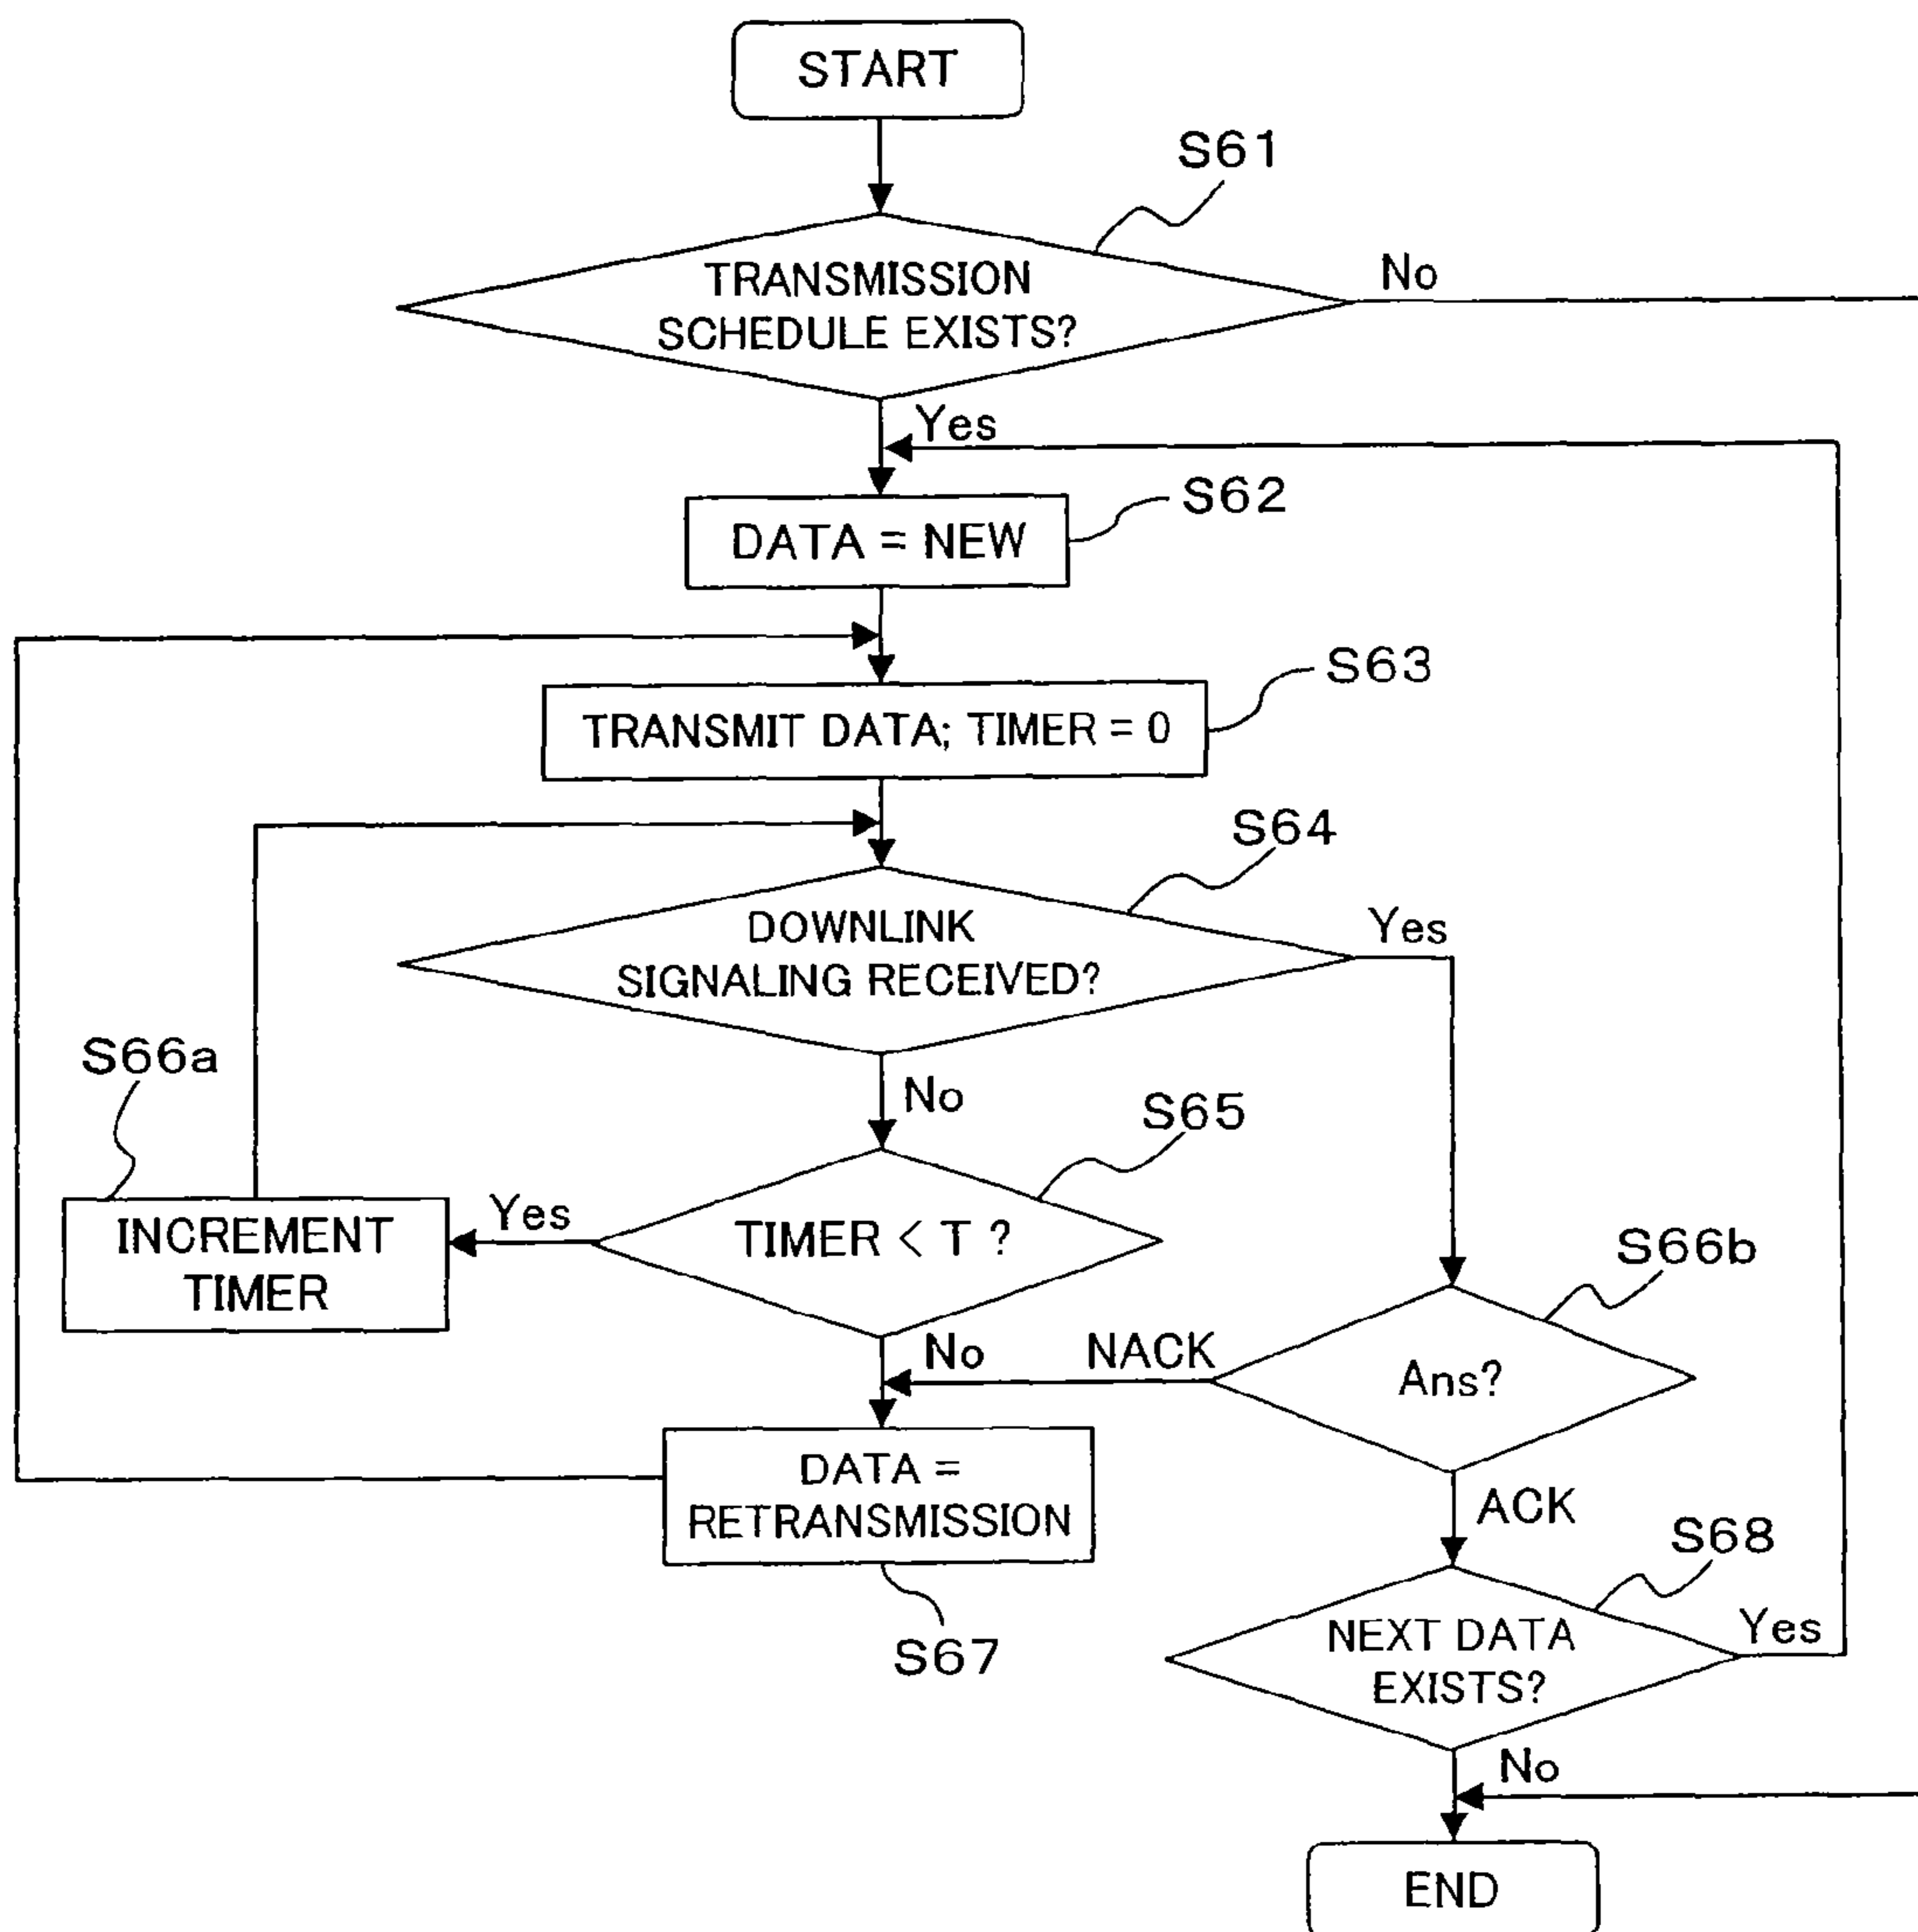 START
S61
TRANSMISSION
SCHEDULE EXISTS?
No
Yes
S62
DATA = NEW
S63
TRANSMIT DATA; TIMER = 0
S64
DOWNLINK
SIGNALING RECEIVED?
Yes
S66a
No
S65
INCREMENT
TIMER
Yes
TIMER < T ?
S66b
No
NACK
Ans?
DATA =
RETRANSMISSION
ACK
S68
S67
NEXT DATA
EXISTS?
Yes
No
END